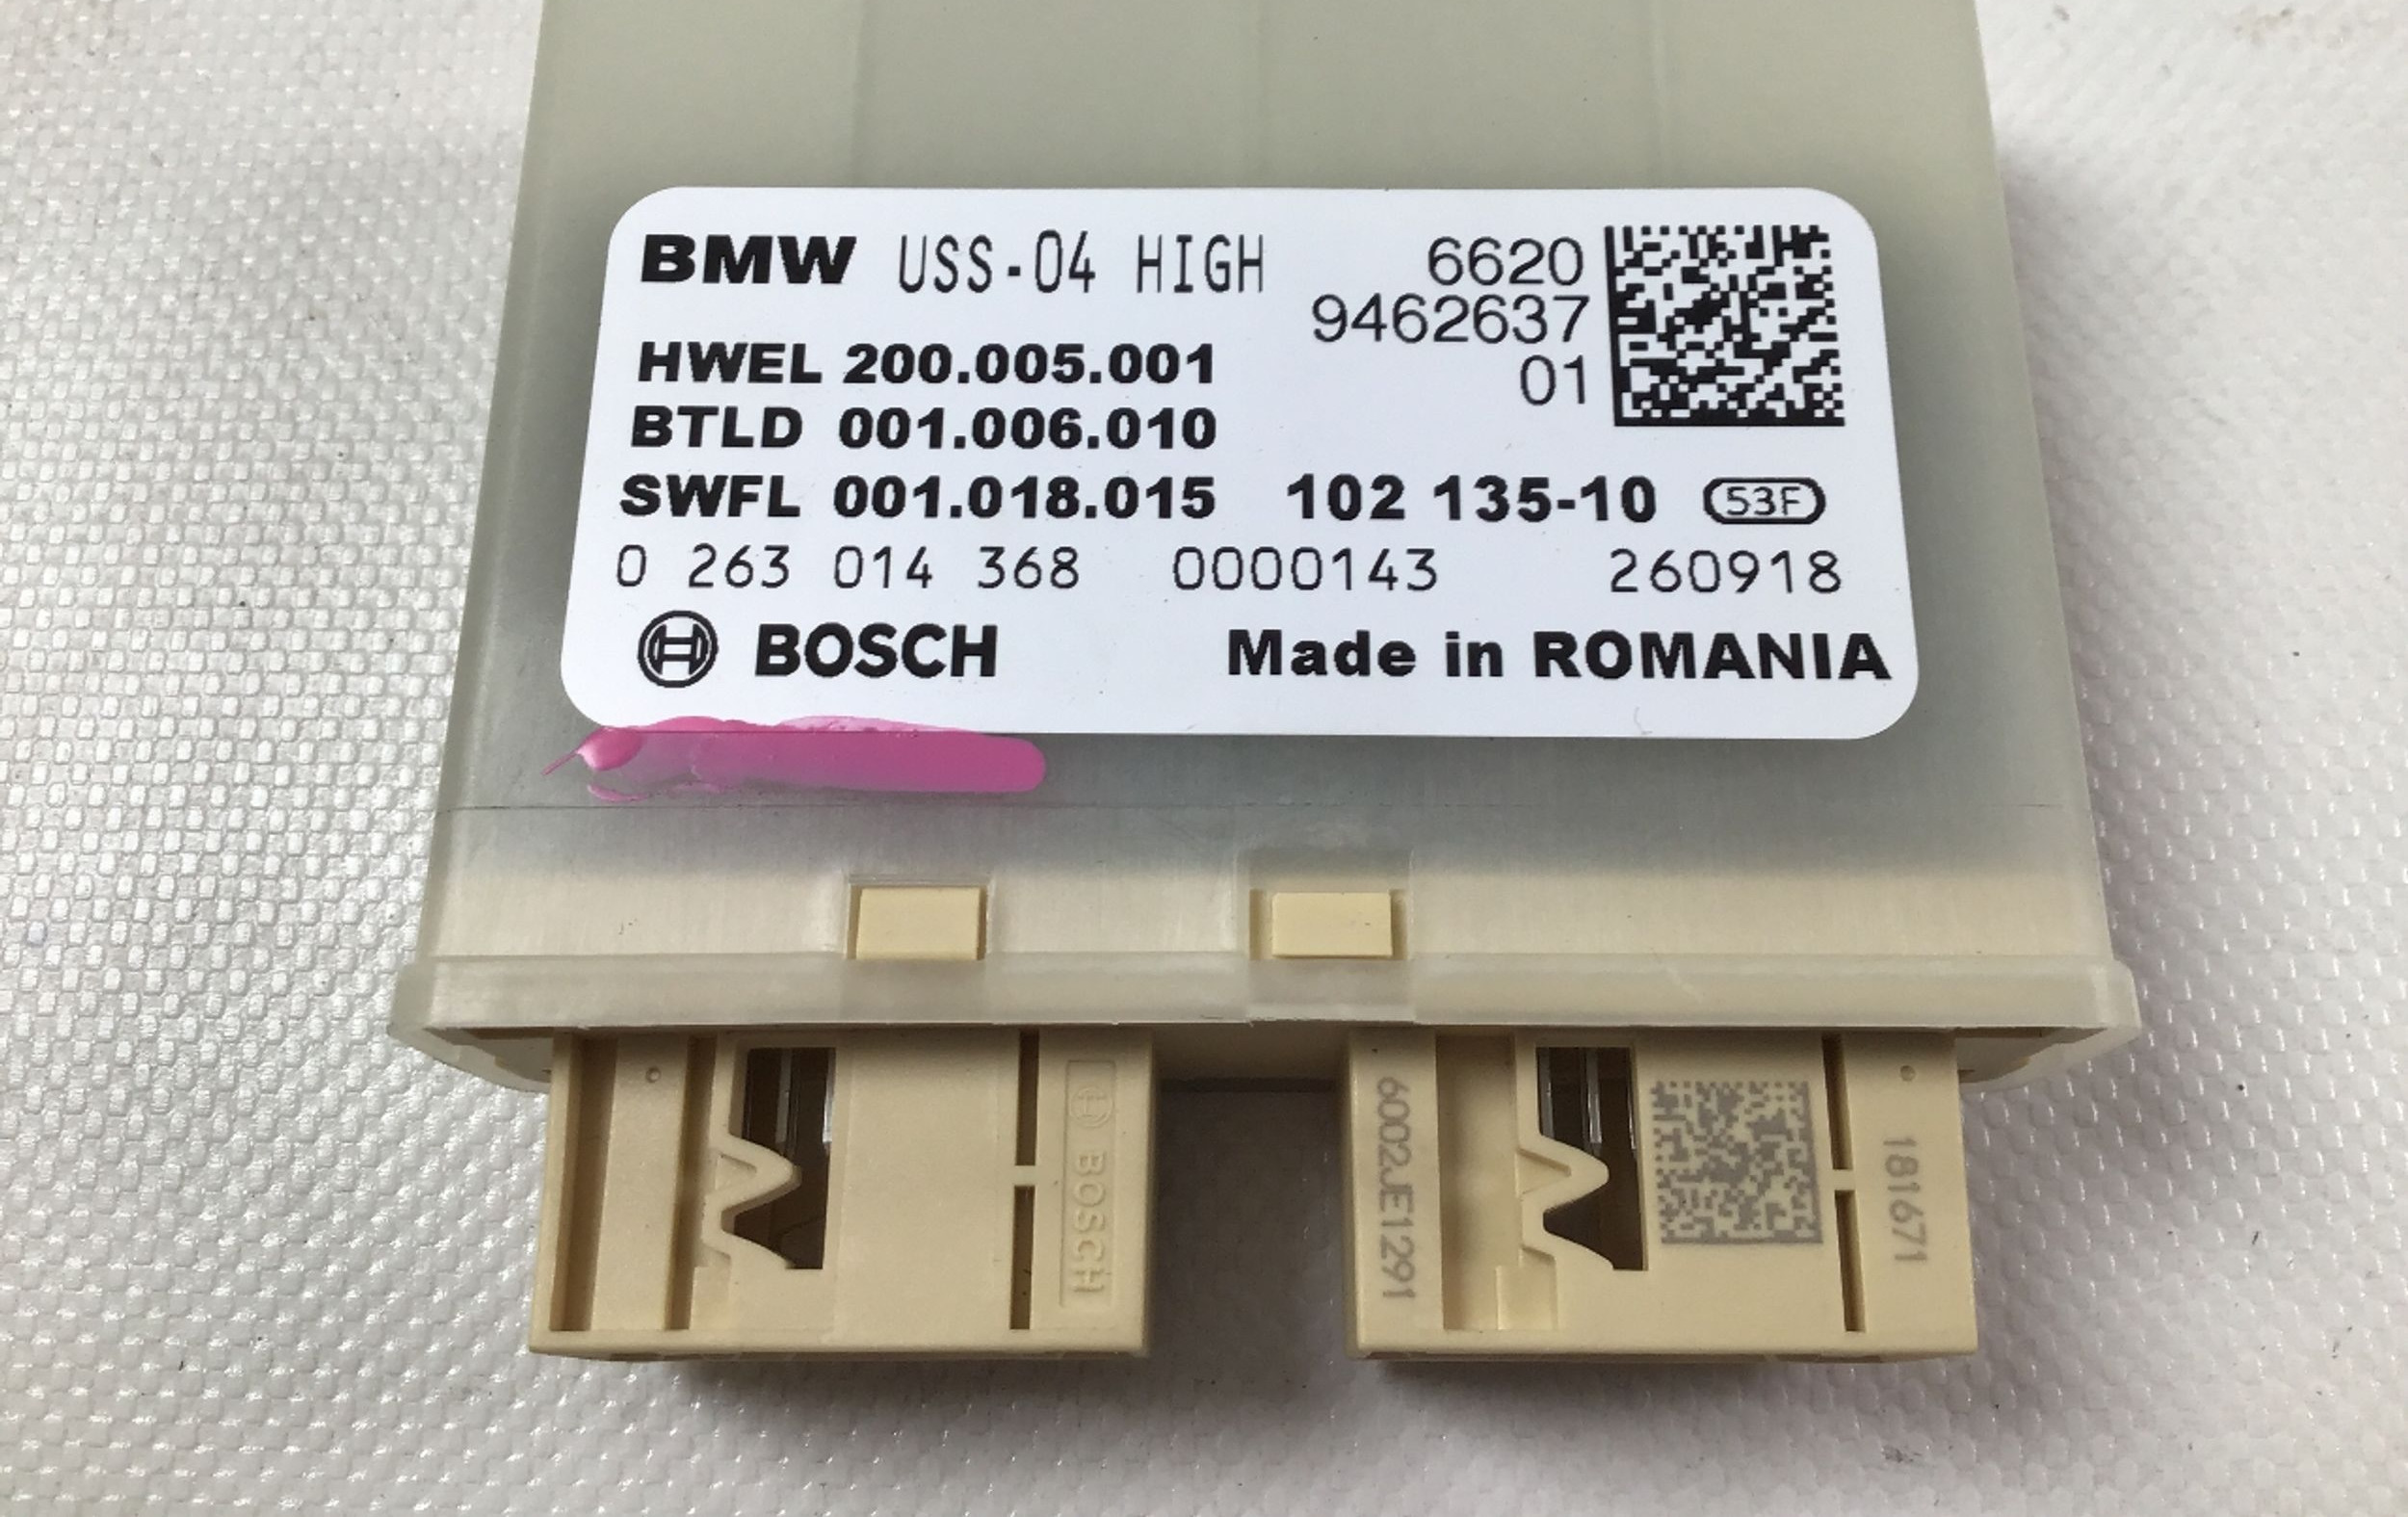 BMW USS-04 HIGH 6620
9462637
01
HWEL 200.005.001
BTLD 001.006.010
SWFL 001.018.015 102 135-10 53F
0 263 014 368 0000143 260918
BOSCH Made in ROMANIA
BOSCH
6002JE1291
181671